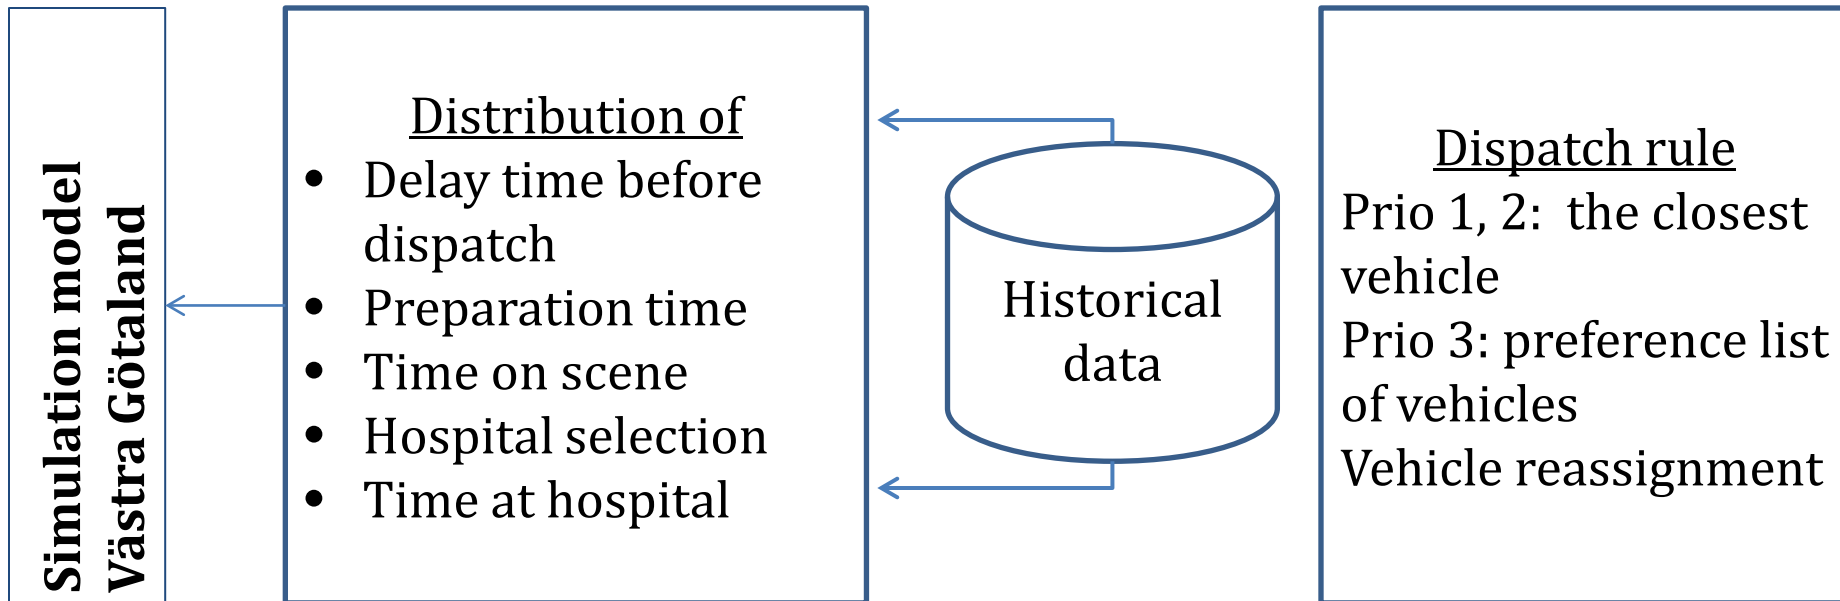 Simulation model
Västra Götaland
Distribution of
• Delay time before
dispatch
• Preparation time
• Time on scene
• Hospital selection
• Time at hospital
Historical
data
Dispatch rule
Prio 1, 2: the closest
vehicle
Prio 3: preference list
of vehicles
Vehicle reassignment